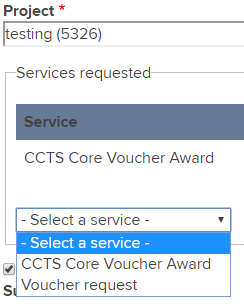 Project *
testing (5326)
Services requested
Service
CCTS Core Voucher Award
- Select a service -
- Select a service -
CCTS Core Voucher Award
Voucher request